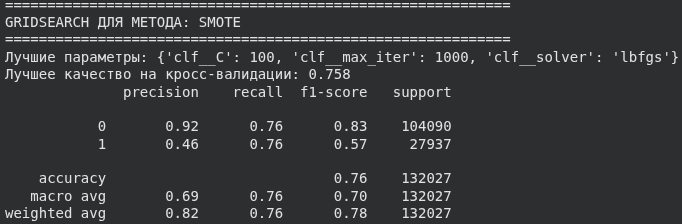 ============================================================
GRIDSEARCH ДЛЯ МЕТОДА: SMOTE
============================================================
Лучшие параметры: {'clf__C': 100, 'clf__max_iter': 1000, 'clf__solver': 'lbfgs'}
Лучшее качество на кросс-валидации: 0.758
              precision    recall  f1-score   support

           0       0.92      0.76      0.83    104090
           1       0.46      0.76      0.57     27937

    accuracy                           0.76    132027
   macro avg       0.69      0.76      0.70    132027
weighted avg       0.82      0.76      0.78    132027